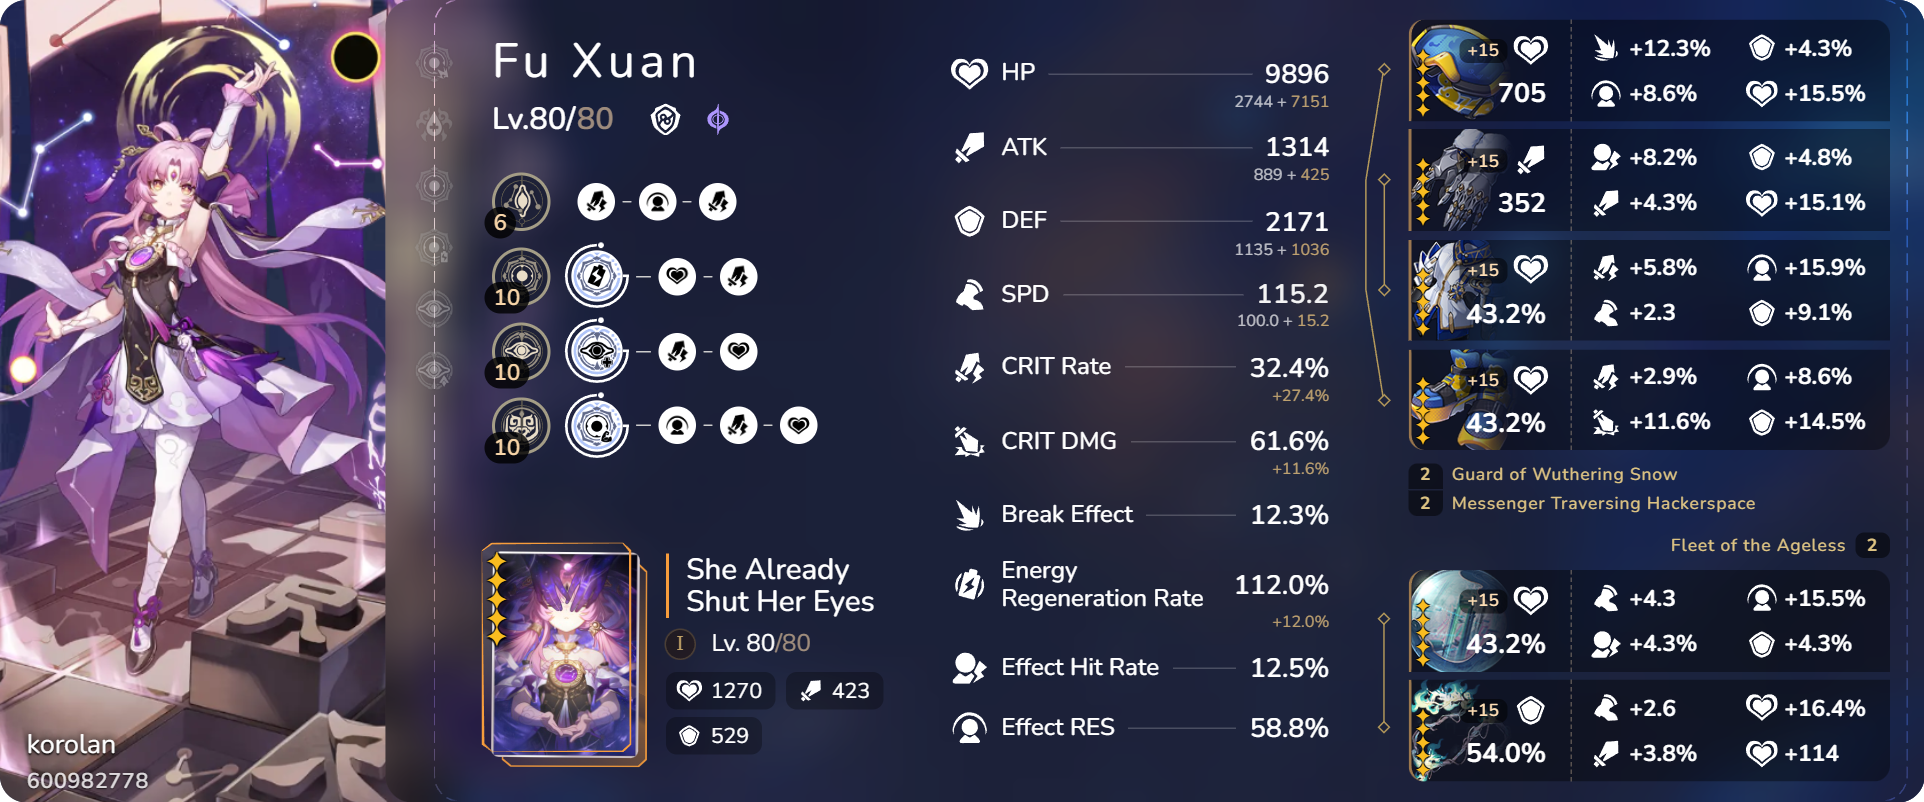 Fu Xuan
Lv.80/80
6
10
10
10
She Already
Shut Her Eyes
I Lv. 80/80
1270 423
529
korolan
600982778
HP 9896
2744 + 7151
ATK 1314
889 + 425
DEF 2171
1135 + 1036
SPD 115.2
100.0 + 15.2
CRIT Rate 32.4%
+27.4%
CRIT DMG 61.6%
+11.6%
Break Effect 12.3%
Energy
Regeneration Rate 112.0%
+12.0%
Effect Hit Rate 12.5%
Effect RES 58.8%
+15 +12.3% +4.3%
705 +8.6% +15.5%
+15 +8.2% +4.8%
352 +4.3% +15.1%
+15 +5.8% +15.9%
43.2% +2.3 +9.1%
+15 +2.9% +8.6%
43.2% +11.6% +14.5%
2 Guard of Wuthering Snow
2 Messenger Traversing Hackerspace
Fleet of the Ageless 2
+15 +4.3 +15.5%
43.2% +4.3% +4.3%
+15 +2.6 +16.4%
54.0% +3.8% +114